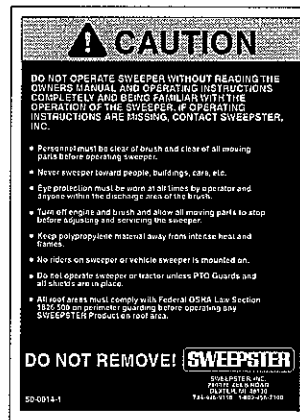 CAUTION
DO NOT OPERATE SWEEPER WITHOUT READING THE
OWNERS MANUAL AND OPERATING INSTRUCTIONS
COMPLETELY AND BEING FAMILIAR WITH THE
OPERATION OF THE SWEEPER. IF OPERATING
INSTRUCTIONS ARE MISSING, CONTACT SWEEPSTER,
INC.
• Personnel must be clear of brush and clear of all moving
parts before operating sweeper.
• Never sweeper toward people, buildings, cars, etc.
• Eye protection must be worn at all times by operator and
anyone within the discharge area of the brush.
• Turn off engine and brush and allow all moving parts to stop
before adjusting and servicing the sweeper.
• Keep polypropylene material away from intense heat and
flames.
• No riders on sweeper or vehicle sweeper is mounted on.
• Do not operate sweeper or tractor unless PTO Guards and
all shields are in place.
• All roof areas must comply with Federal OSHA Law Section
1926.500 on perimeter guarding before operating any
SWEEPSTER Product on roof area.
DO NOT REMOVE! SWEEPSTER
SWEEPSTER, INC.
ROAD
DEXTER, MI 48130
50-0014-1